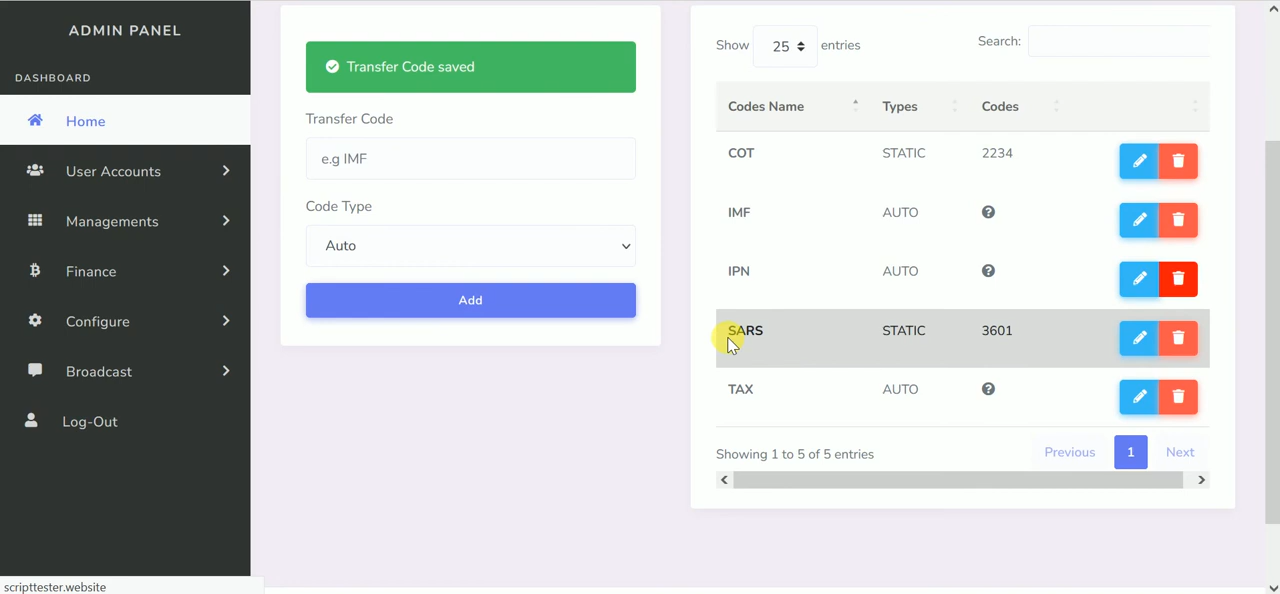 ADMIN PANEL
DASHBOARD
Home
User Accounts
Managements
Finance
Configure
Broadcast
Log-Out
scripttester.website
Transfer Code saved
Transfer Code
e.g IMF
Code Type
Auto
Add
Show 25 entries
Search:
Codes Name Types Codes
COT STATIC 2234
IMF AUTO
IPN AUTO
SARS STATIC 3601
TAX AUTO
Showing 1 to 5 of 5 entries
Previous 1 Next